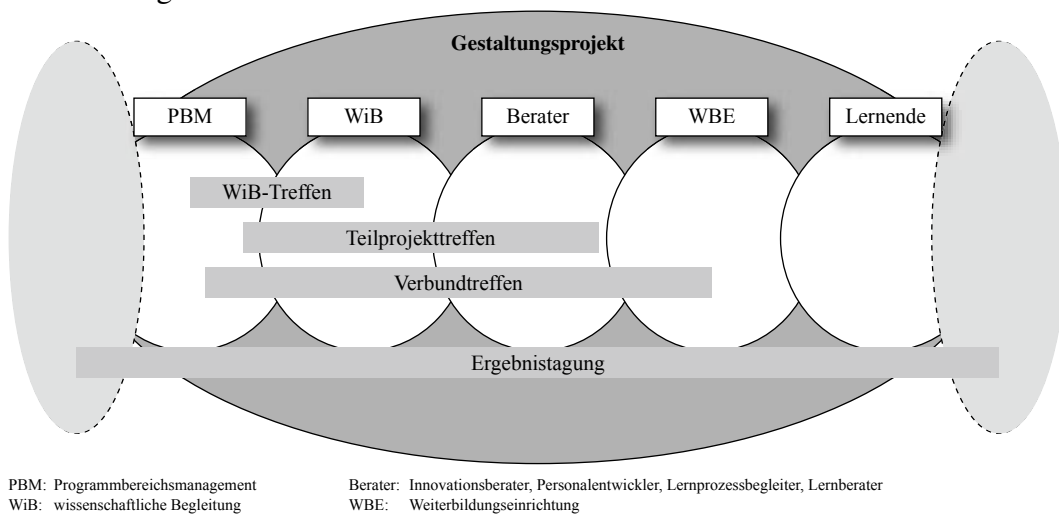 Gestaltungsprojekt
PBM
WiB
Berater
WBE
Lernende
WiB-Treffen
Teilprojekttreffen
Verbundtreffen
Ergebnistagung
PBM: Programmbereichsmanagement
WiB: wissenschaftliche Begleitung
Berater: Innovationsberater, Personalentwickler, Lernprozessbegleiter, Lernberater
WBE: Weiterbildungseinrichtung